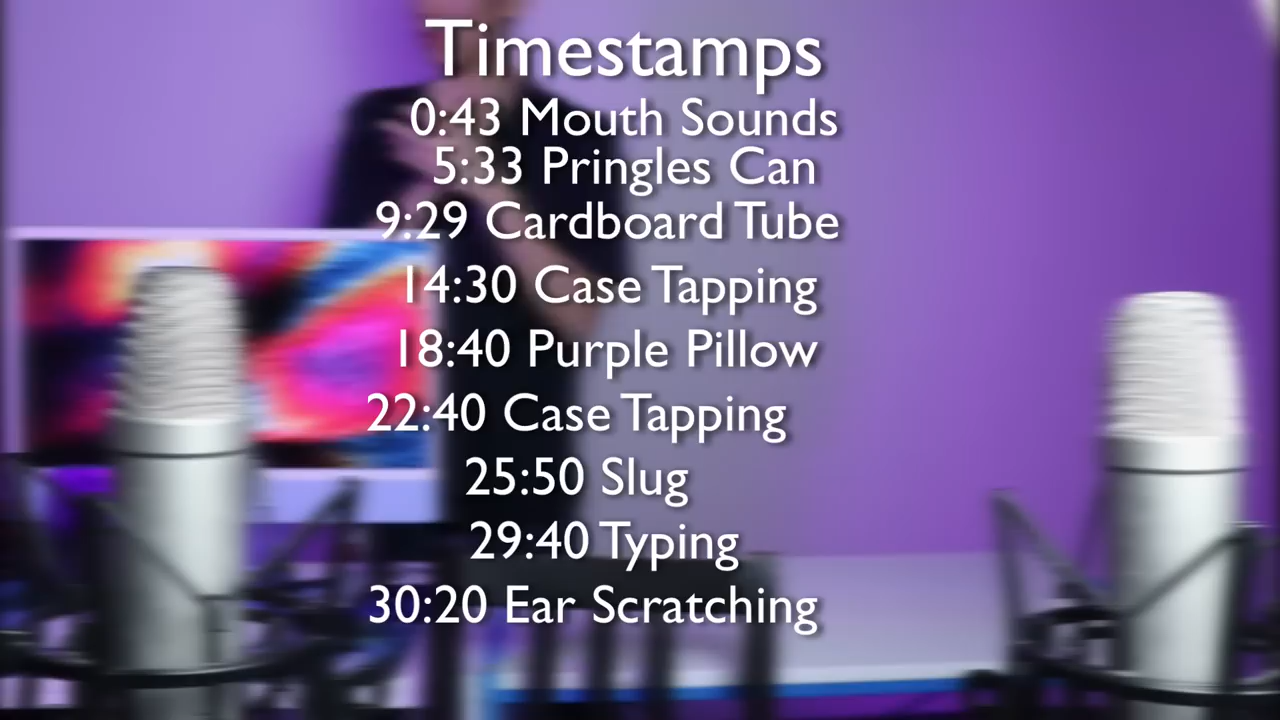 Timestamps
0:43 Mouth Sounds
5:33 Pringles Can
9:29 Cardboard Tube
14:30 Case Tapping
18:40 Purple Pillow
22:40 Case Tapping
25:50 Slug
29:40 Typing
30:20 Ear Scratching